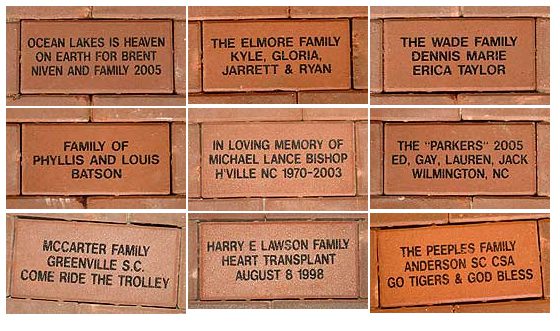 OCEAN LAKES IS HEAVEN
ON EARTH FOR BRENT
NIVEN AND FAMILY 2005
THE ELMORE FAMILY
KYLE, GLORIA,
JARRETT & RYAN
THE WADE FAMILY
DENNIS MARIE
ERICA TAYLOR
FAMILY OF
PHYLLIS AND LOUIS
BATSON
IN LOVING MEMORY OF
MICHAEL LANCE BISHOP
H'VILLE NC 1970-2003
THE "PARKERS" 2005
ED, GAY, LAUREN, JACK
WILMINGTON, NC
MCCARTER FAMILY
GREENVILLE S.C.
COME RIDE THE TROLLEY
HARRY E LAWSON FAMILY
HEART TRANSPLANT
AUGUST 8 1998
THE PEEPLES FAMILY
ANDERSON SC CSA
GO TIGERS & GOD BLESS